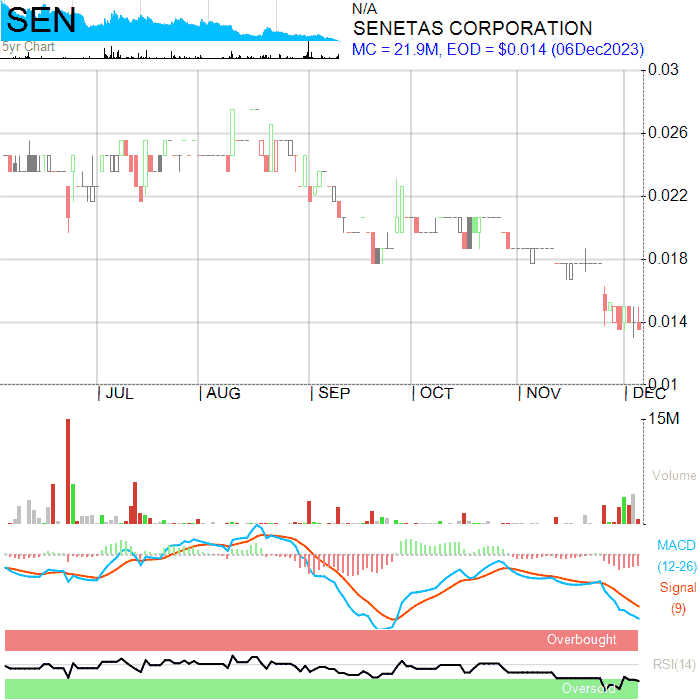 SEN
5yr Chart
N/A
SENETAS CORPORATION
MC = 21.9M, EOD = $0.014 (06Dec2023)
0.03
0.026
0.022
0.018
0.014
0.01
JUL AUG SEP OCT NOV DEC
15M
Volume
MACD
(12-26)
Signal
(9)
Overbought
RSI(14)
Oversold